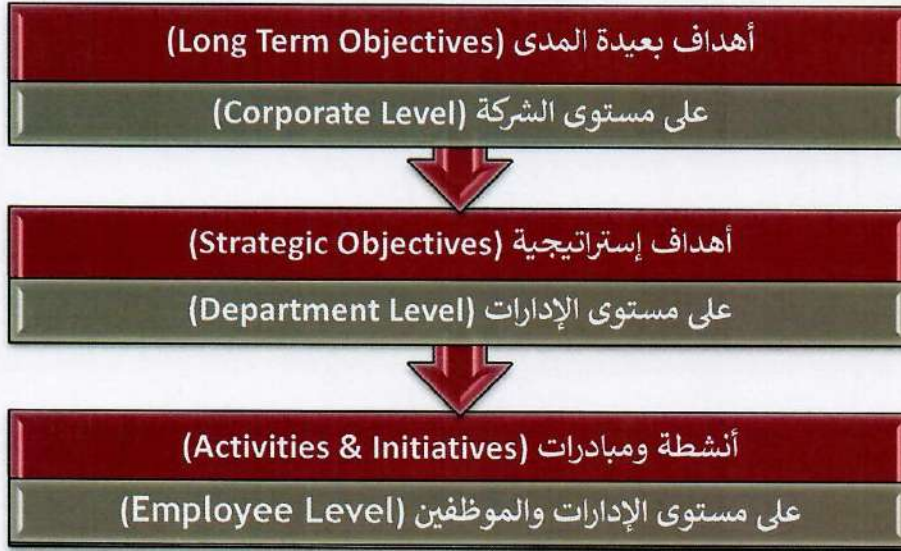 أهداف بعيدة المدى (Long Term Objectives)
على مستوى الشركة (Corporate Level)
أهداف إستراتيجية (Strategic Objectives)
على مستوى الإدارات (Department Level)
أنشطة ومبادرات (Activities & Initiatives)
على مستوى الإدارات والموظفين (Employee Level)